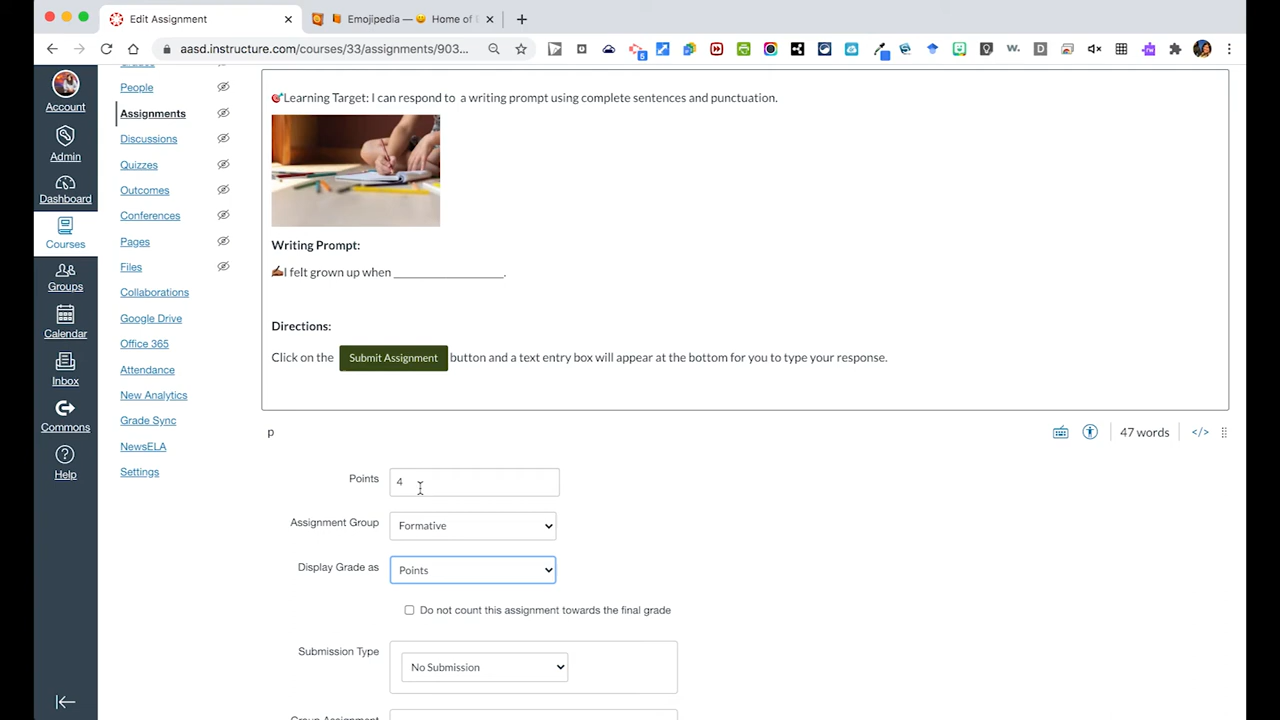 Edit Assignment
Emojipedia — 😀 Home of
aasd.instructure.com/courses/33/assignments/903...
5
W.
D
Account
Admin
Dashboard
Courses
Groups
Calendar
Inbox
Commons
Help
People
Assignments
Discussions
Quizzes
Outcomes
Conferences
Pages
Files
Collaborations
Google Drive
Office 365
Attendance
New Analytics
Grade Sync
NewsELA
Settings
🎯Learning Target: I can respond to a writing prompt using complete sentences and punctuation.
Writing Prompt:
✍🏾I felt grown up when ____________________.
Directions:
Click on the Submit Assignment button and a text entry box will appear at the bottom for you to type your response.
p
47 words
</>
Points
4
Assignment Group
Formative
Display Grade as
Points
Do not count this assignment towards the final grade
Submission Type
No Submission
Group Assignment